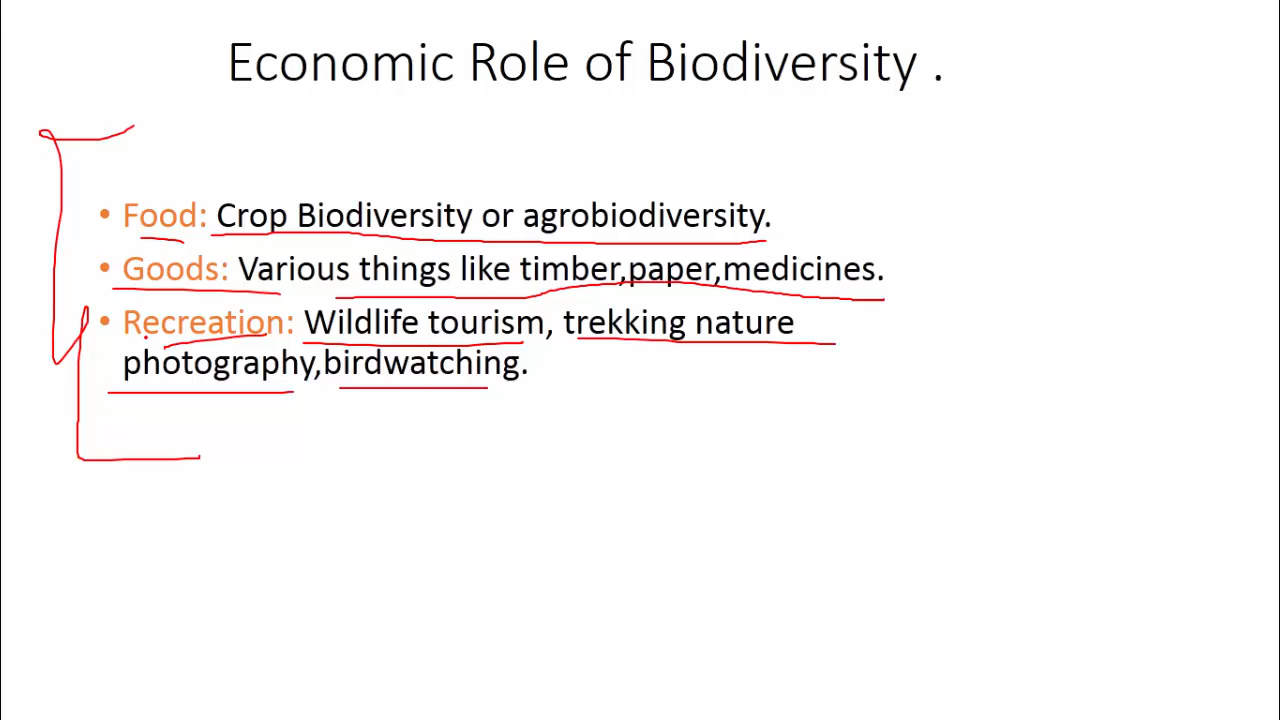 Economic Role of Biodiversity .
• Food: Crop Biodiversity or agrobiodiversity.
• Goods: Various things like timber,paper,medicines.
• Recreation: Wildlife tourism, trekking nature
photography,birdwatching.